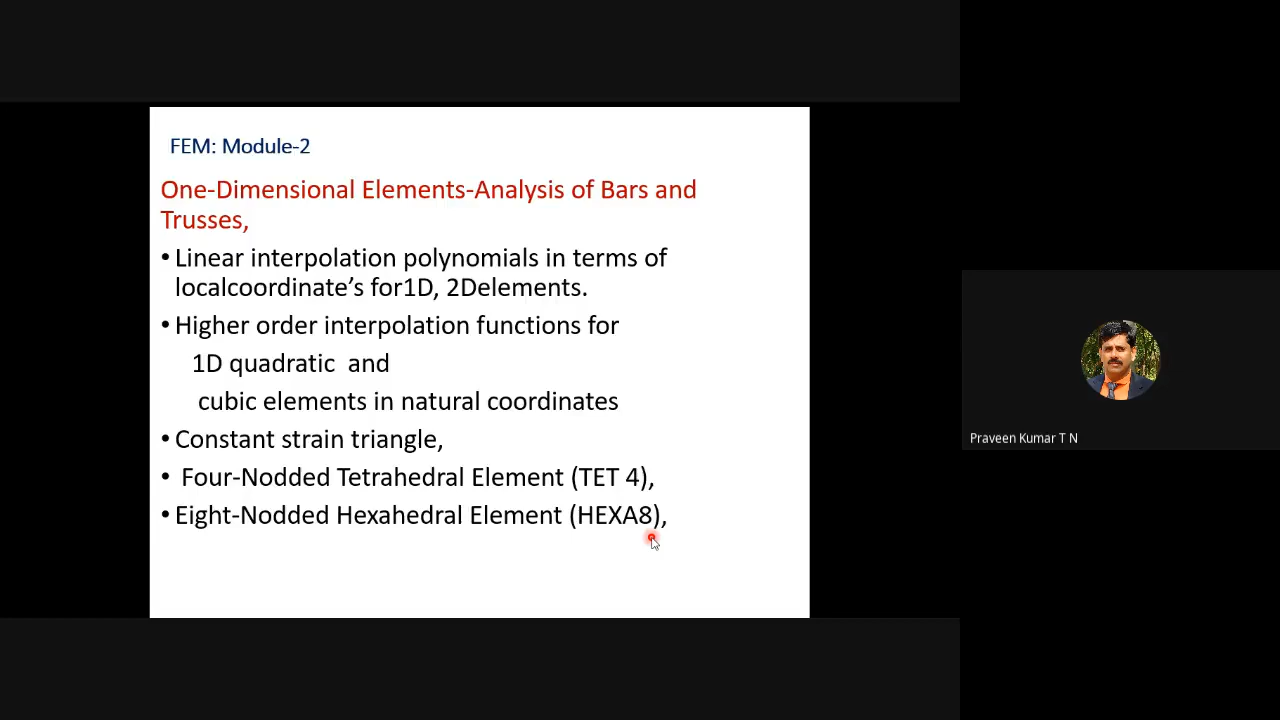 FEM: Module-2
One-Dimensional Elements-Analysis of Bars and
Trusses,
• Linear interpolation polynomials in terms of
localcoordinate’s for1D, 2Delements.
• Higher order interpolation functions for
1D quadratic and
cubic elements in natural coordinates
• Constant strain triangle,
• Four-Nodded Tetrahedral Element (TET 4),
• Eight-Nodded Hexahedral Element (HEXA8),
Praveen Kumar T N